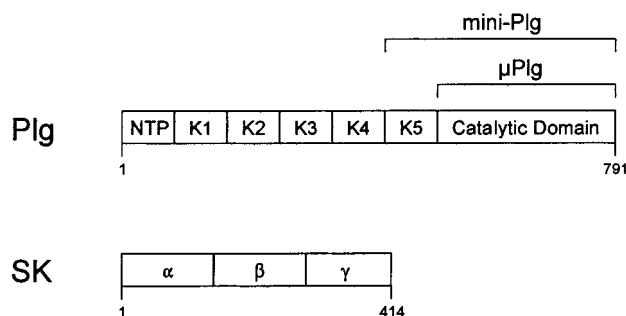 mini-Plg
μPlg
Plg
NTP K1 K2 K3 K4 K5 Catalytic Domain
1 791
SK
α β γ
1 414